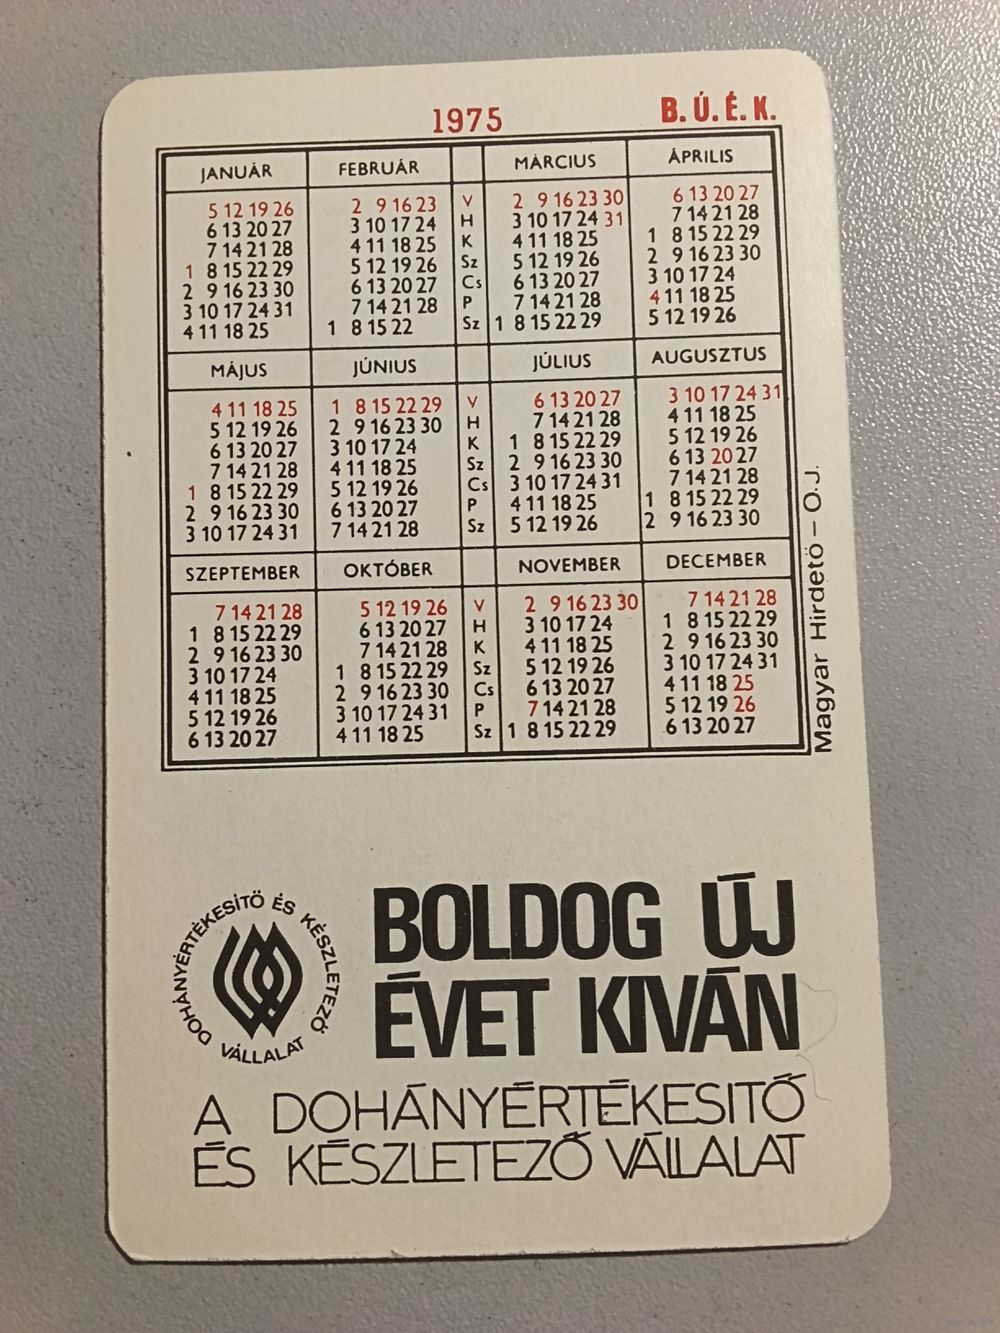 1975 B. Ú. É. K.
JANUÁR FEBRUÁR MÁRCIUS ÁPRILIS
5 12 19 26 2 9 16 23 V 2 9 16 23 30 6 13 20 27
6 13 20 27 3 10 17 24 H 3 10 17 24 31 7 14 21 28
7 14 21 28 4 11 18 25 K 4 11 18 25 1 8 15 22 29
1 8 15 22 29 5 12 19 26 Sz 5 12 19 26 2 9 16 23 30
2 9 16 23 30 6 13 20 27 Cs 6 13 20 27 3 10 17 24
3 10 17 24 31 7 14 21 28 P 7 14 21 28 4 11 18 25
4 11 18 25 1 8 15 22 Sz 1 8 15 22 29 5 12 19 26
MÁJUS JÚNIUS JÚLIUS AUGUSZTUS
4 11 18 25 1 8 15 22 29 V 6 13 20 27 3 10 17 24 31
5 12 19 26 2 9 16 23 30 H 7 14 21 28 4 11 18 25
6 13 20 27 3 10 17 24 K 1 8 15 22 29 5 12 19 26
7 14 21 28 4 11 18 25 Sz 2 9 16 23 30 6 13 20 27
1 8 15 22 29 5 12 19 26 Cs 3 10 17 24 31 7 14 21 28
2 9 16 23 30 6 13 20 27 P 4 11 18 25 1 8 15 22 29
3 10 17 24 31 7 14 21 28 Sz 5 12 19 26 2 9 16 23 30
SZEPTEMBER OKTÓBER NOVEMBER DECEMBER
7 14 21 28 5 12 19 26 V 2 9 16 23 30 7 14 21 28
1 8 15 22 29 6 13 20 27 H 3 10 17 24 1 8 15 22 29
2 9 16 23 30 7 14 21 28 K 4 11 18 25 2 9 16 23 30
3 10 17 24 1 8 15 22 29 Sz 5 12 19 26 3 10 17 24 31
4 11 18 25 2 9 16 23 30 Cs 6 13 20 27 4 11 18 25
5 12 19 26 3 10 17 24 31 P 7 14 21 28 5 12 19 26
6 13 20 27 4 11 18 25 Sz 1 8 15 22 29 6 13 20 27
Magyar Hirdető – O.J.
DOHÁNYÉRTÉKESÍTŐ ÉS KÉSZLETEZŐ VÁLLALAT
BOLDOG ÚJ
ÉVET KIVÁN
A DOHÁNYÉRTÉKESITŐ
ÉS KÉSZLETEZŐ VÁLLALAT